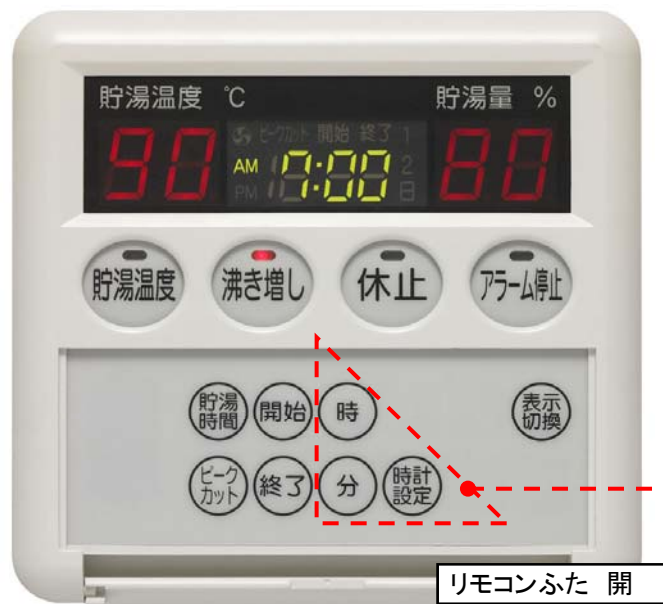 貯湯温度 ℃
貯湯量 %
90
ピークカット 開始 終了 1
AM 7:00 2
PM 日
80
貯湯温度
沸き増し
休止
アラーム停止
貯湯時間
開始
時
表示切換
ピークカット
終了
分
時計設定
リモコンふた 開